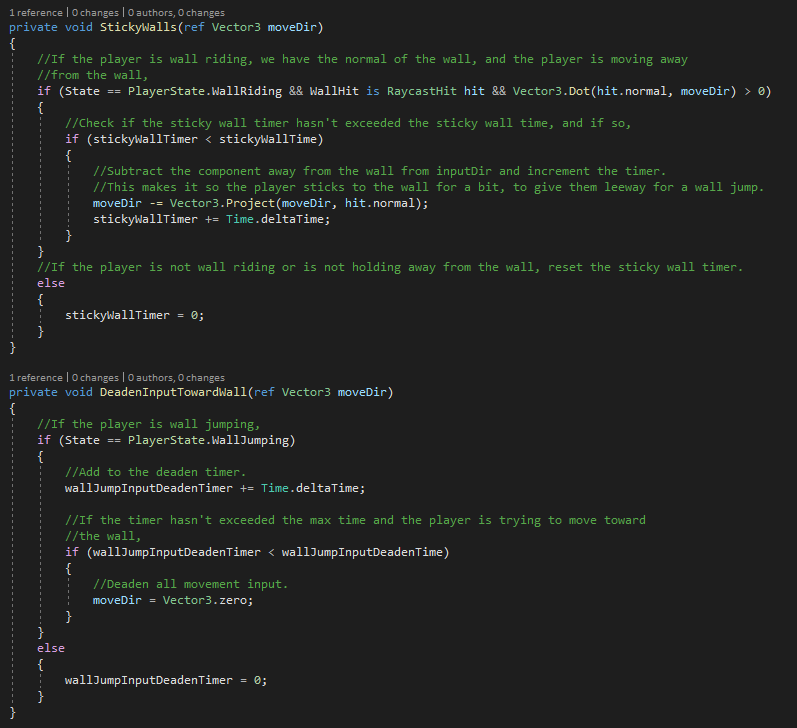 1 reference | 0 changes | 0 authors, 0 changes
private void StickyWalls(ref Vector3 moveDir)
{
//If the player is wall riding, we have the normal of the wall, and the player is moving away
//from the wall,
if (State == PlayerState.WallRiding && WallHit is RaycastHit hit && Vector3.Dot(hit.normal, moveDir) > 0)
{
//Check if the sticky wall timer hasn't exceeded the sticky wall time, and if so,
if (stickyWallTimer < stickyWallTime)
{
//Subtract the component away from the wall from inputDir and increment the timer.
//This makes it so the player sticks to the wall for a bit, to give them leeway for a wall jump.
moveDir -= Vector3.Project(moveDir, hit.normal);
stickyWallTimer += Time.deltaTime;
}
}
//If the player is not wall riding or is not holding away from the wall, reset the sticky wall timer.
else
{
stickyWallTimer = 0;
}
}
1 reference | 0 changes | 0 authors, 0 changes
private void DeadenInputTowardWall(ref Vector3 moveDir)
{
//If the player is wall jumping,
if (State == PlayerState.WallJumping)
{
//Add to the deaden timer.
wallJumpInputDeadenTimer += Time.deltaTime;
//If the timer hasn't exceeded the max time and the player is trying to move toward
//the wall,
if (wallJumpInputDeadenTimer < wallJumpInputDeadenTime)
{
//Deaden all movement input.
moveDir = Vector3.zero;
}
}
else
{
wallJumpInputDeadenTimer = 0;
}
}